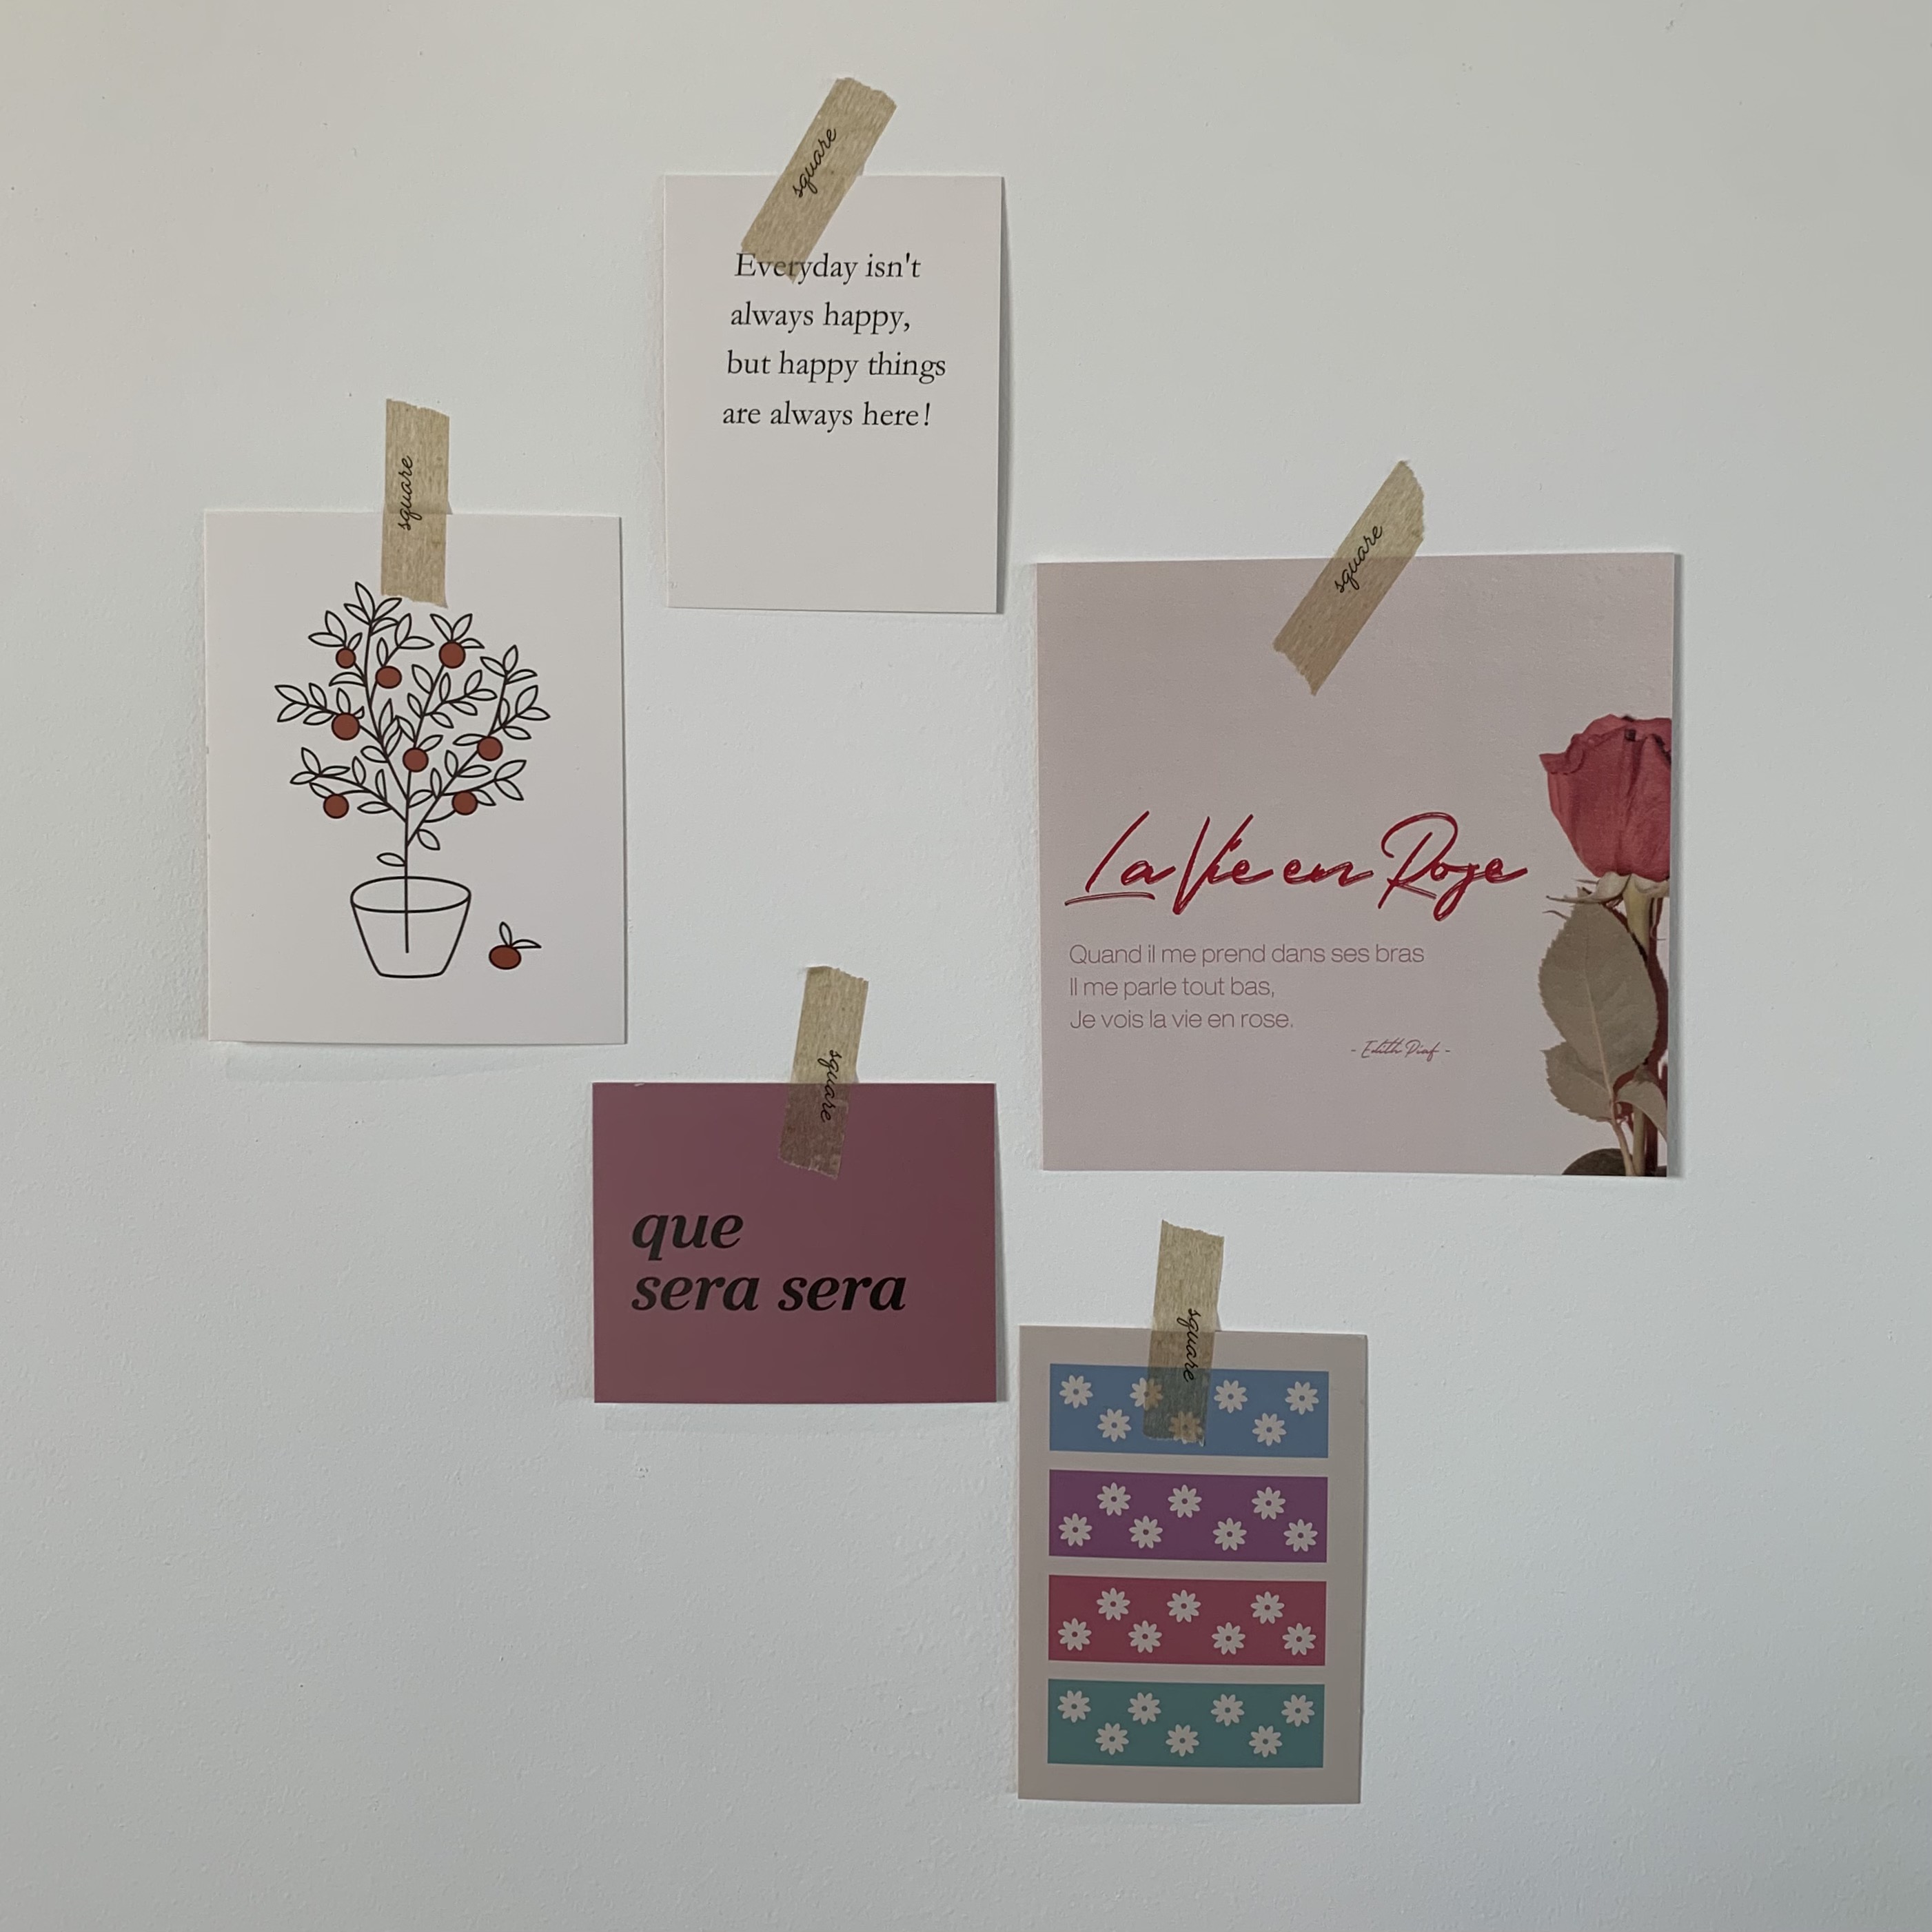 square
Everyday isn't
always happy,
but happy things
are always here!
square
square
La Vie en Rose
Quand il me prend dans ses bras
Il me parle tout bas,
Je vois la vie en rose.
- Edith Piaf -
square
que
sera sera
square